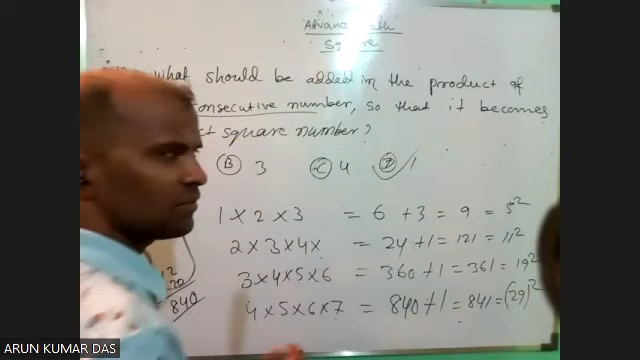 Advance Math
Square
what should be added in the product of
consecutive number, so that it becomes
ct square number?
(B) 3 (C) 4 (D) 1
1 × 2 × 3 = 6 + 3 = 9 = 5²
2 × 3 × 4 × = 24 + 1 = 121 = 11²
3 × 4 × 5 × 6 = 360 + 1 = 361 = 19²
4 × 5 × 6 × 7 = 840 + 1 = 841 = (29)²
840
ARUN KUMAR DAS